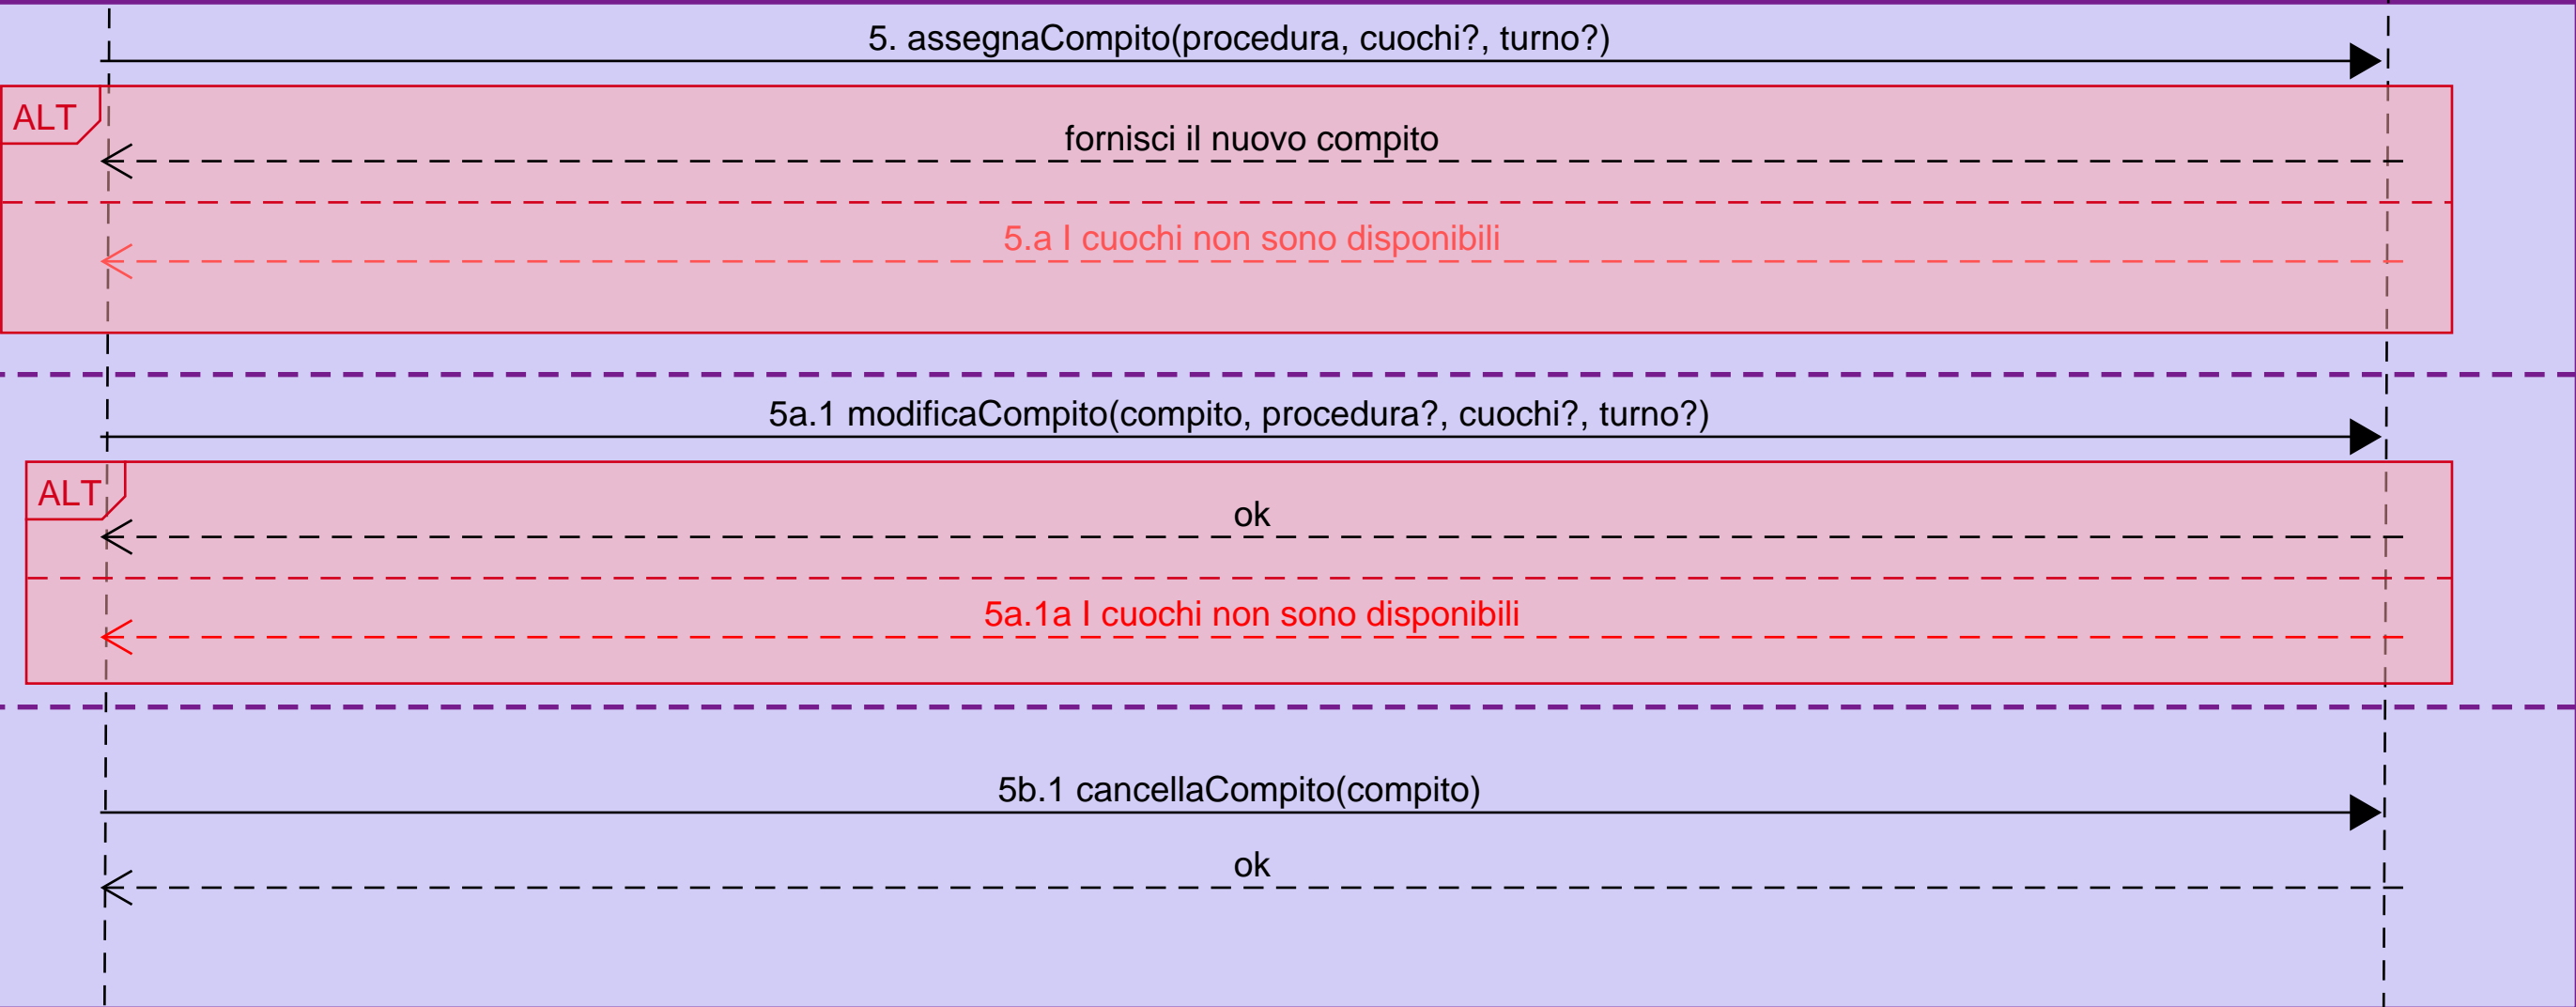 5. assegnaCompito(procedura, cuochi?, turno?)
ALT
fornisci il nuovo compito
5.a I cuochi non sono disponibili
5a.1 modificaCompito(compito, procedura?, cuochi?, turno?)
ALT
ok
5a.1a I cuochi non sono disponibili
5b.1 cancellaCompito(compito)
ok